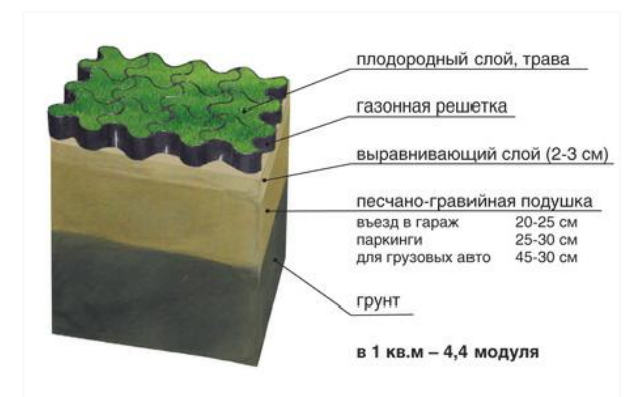 плодородный слой, трава
газонная решетка
выравнивающий слой (2-3 см)
песчано-гравийная подушка
въезд в гараж 20-25 см
паркинги 25-30 см
для грузовых авто 45-30 см
грунт
в 1 кв.м – 4,4 модуля